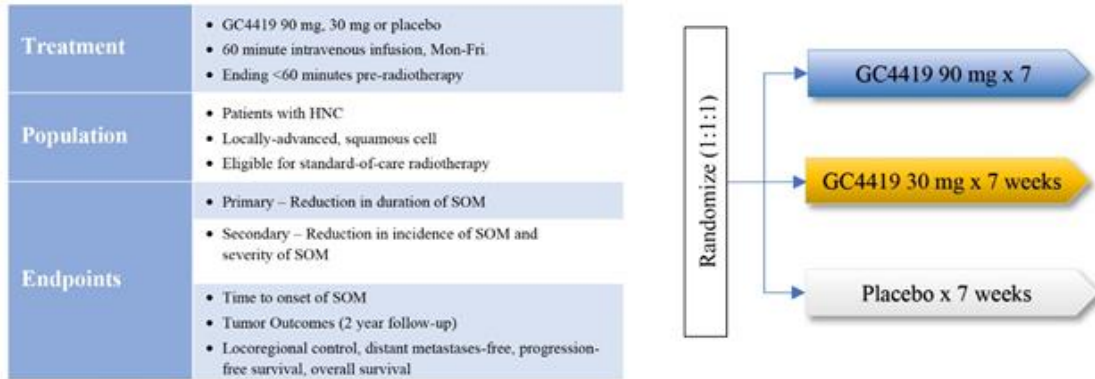 Treatment
• GC4419 90 mg, 30 mg or placebo
• 60 minute intravenous infusion, Mon-Fri.
• Ending <60 minutes pre-radiotherapy
Population
• Patients with HNC
• Locally-advanced, squamous cell
• Eligible for standard-of-care radiotherapy
Endpoints
• Primary – Reduction in duration of SOM
• Secondary – Reduction in incidence of SOM and
severity of SOM
• Time to onset of SOM
• Tumor Outcomes (2 year follow-up)
• Locoregional control, distant metastases-free, progression-
free survival, overall survival
Randomize (1:1:1)
GC4419 90 mg x 7
GC4419 30 mg x 7 weeks
Placebo x 7 weeks